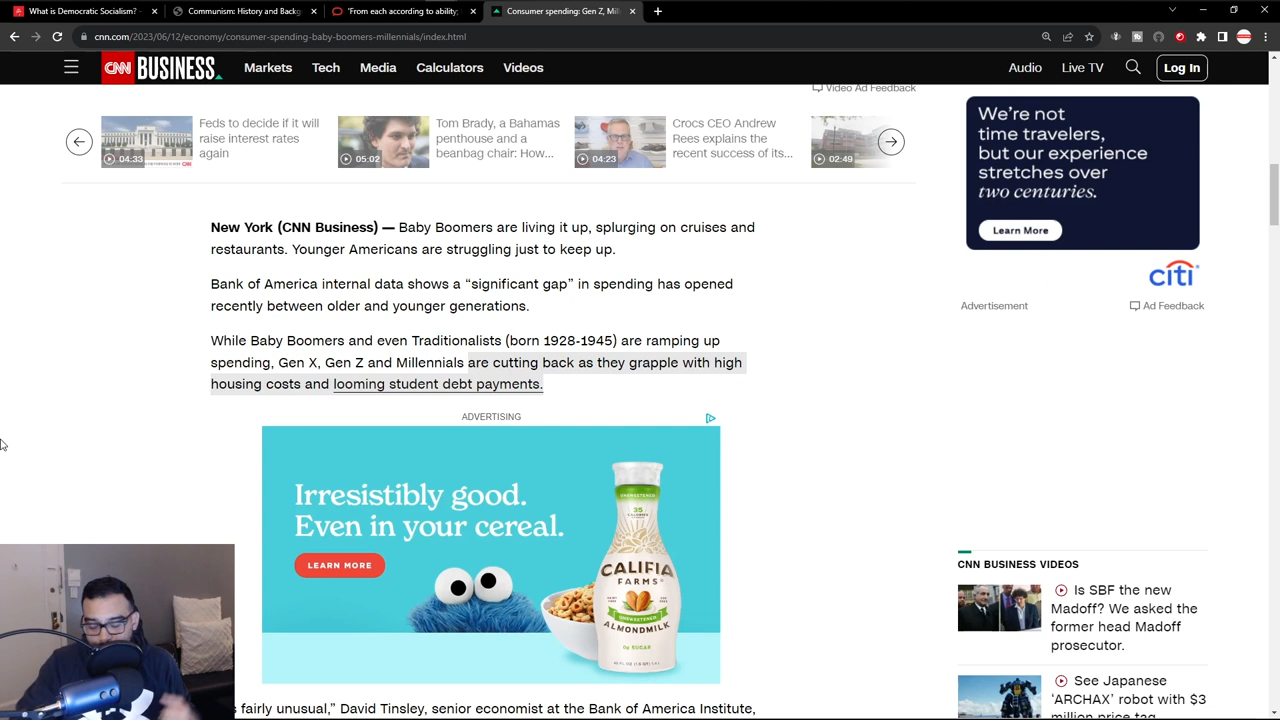 What is Democratic Socialism? -
Communism: History and Backg
'From each according to ability;
Consumer spending: Gen Z, Mil
cnn.com/2023/06/12/economy/consumer-spending-baby-boomers-millennials/index.html
CNN BUSINESS Markets Tech Media Calculators Videos Audio Live TV Log In
Video Ad Feedback
Feds to decide if it will
raise interest rates
again
04:33
Tom Brady, a Bahamas
penthouse and a
beanbag chair: How...
05:02
Crocs CEO Andrew
Rees explains the
recent success of its...
04:23
02:49
New York (CNN Business) — Baby Boomers are living it up, splurging on cruises and
restaurants. Younger Americans are struggling just to keep up.
Bank of America internal data shows a “significant gap” in spending has opened
recently between older and younger generations.
While Baby Boomers and even Traditionalists (born 1928-1945) are ramping up
spending, Gen X, Gen Z and Millennials are cutting back as they grapple with high
housing costs and looming student debt payments.
ADVERTISING
Irresistibly good.
Even in your cereal.
LEARN MORE
UNSWEETENED
35
CALIFIA
FARMS
UNSWEETENED
ALMONDMILK
0g SUGAR
fairly unusual,” David Tinsley, senior economist at the Bank of America Institute,
We’re not
time travelers,
but our experience
stretches over
two centuries.
Learn More
citi
Advertisement Ad Feedback
CNN BUSINESS VIDEOS
Is SBF the new
Madoff? We asked the
former head Madoff
prosecutor.
See Japanese
‘ARCHAX’ robot with $3
million price tag